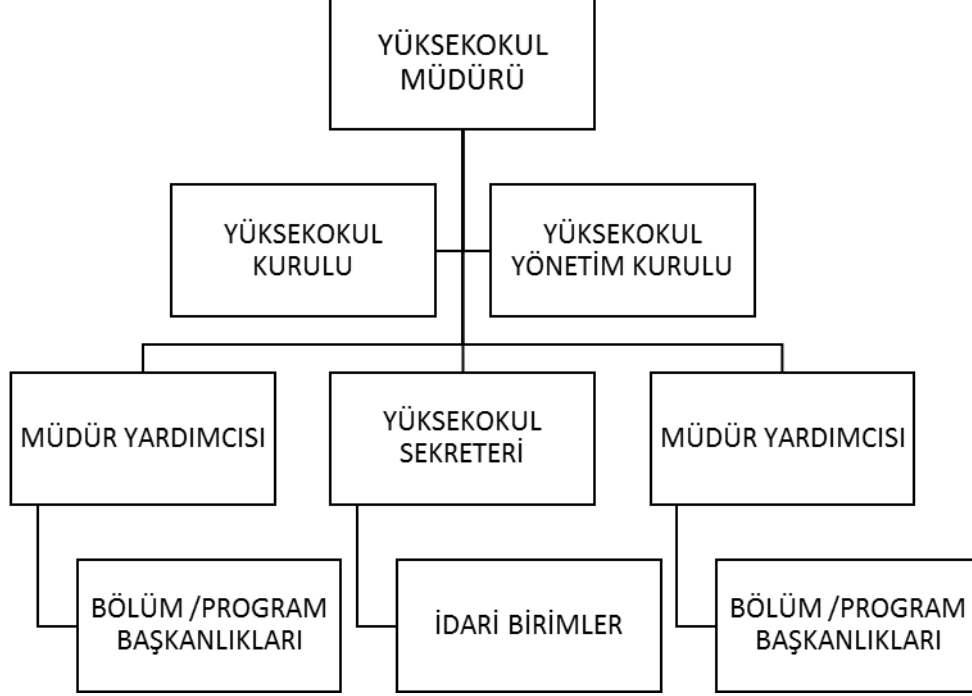 YÜKSEKOKUL
MÜDÜRÜ
YÜKSEKOKUL
KURULU
YÜKSEKOKUL
YÖNETİM KURULU
MÜDÜR YARDIMCISI
YÜKSEKOKUL
SEKRETERİ
MÜDÜR YARDIMCISI
BÖLÜM /PROGRAM
BAŞKANLIKLARI
İDARİ BİRİMLER
BÖLÜM /PROGRAM
BAŞKANLIKLARI